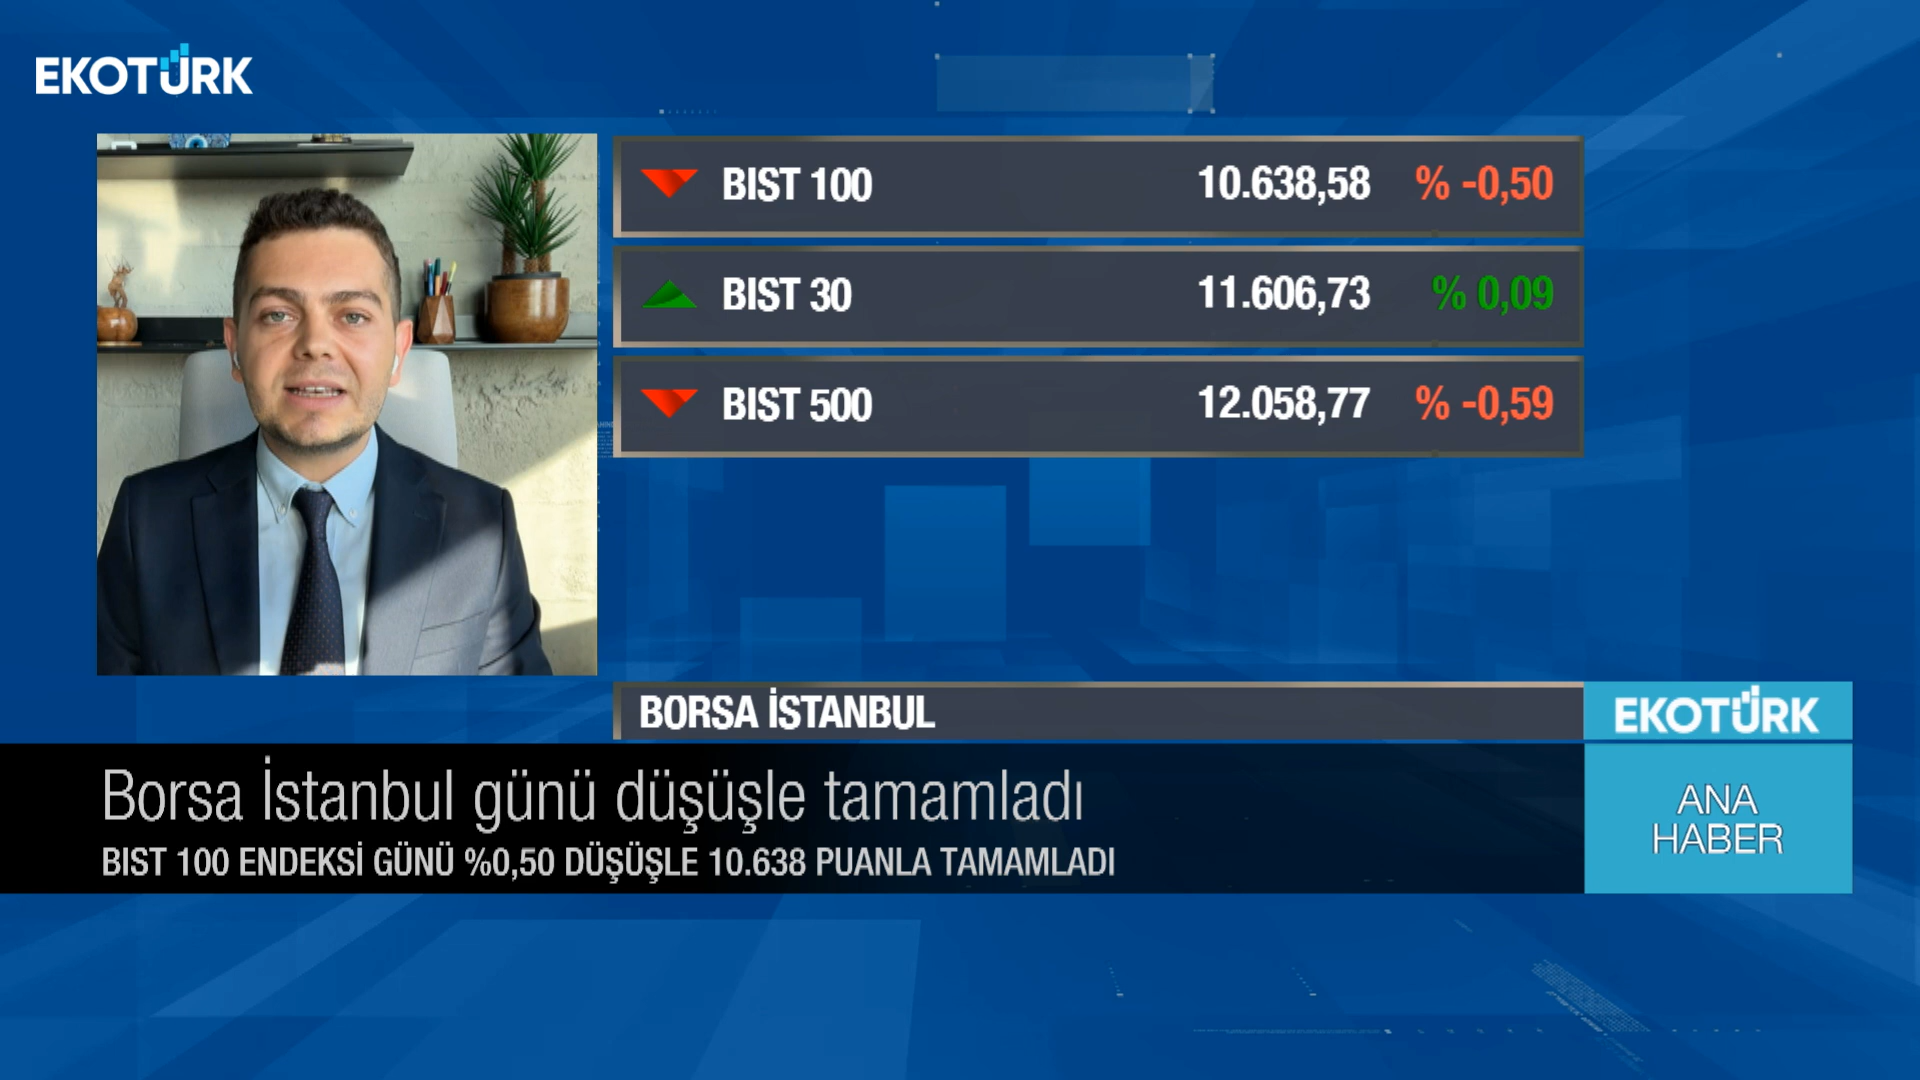 EKOTÜRK
BIST 100 10.638,58 % -0,50
BIST 30 11.606,73 % 0,09
BIST 500 12.058,77 % -0,59
BORSA İSTANBUL
EKOTÜRK
Borsa İstanbul günü düşüşle tamamladı
BIST 100 ENDEKSİ GÜNÜ %0,50 DÜŞÜŞLE 10.638 PUANLA TAMAMLADI
ANA
HABER